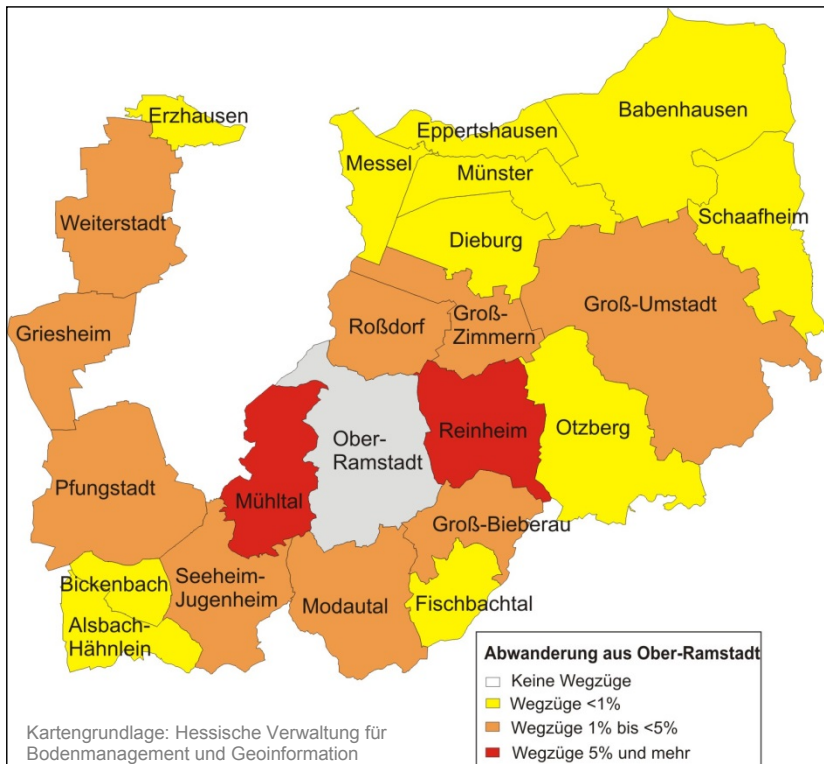 Erzhausen
Babenhausen
Eppertshausen
Messel
Münster
Weiterstadt
Schaafheim
Dieburg
Groß-Umstadt
Griesheim
Roßdorf
Groß-
Zimmern
Ober-
Ramstadt
Reinheim
Otzberg
Pfungstadt
Mühltal
Groß-Bieberau
Bickenbach
Seeheim-
Jugenheim
Modautal
Fischbachtal
Alsbach-
Hähnlein
Abwanderung aus Ober-Ramstadt
Keine Wegzüge
Wegzüge <1%
Wegzüge 1% bis <5%
Wegzüge 5% und mehr
Kartengrundlage: Hessische Verwaltung für
Bodenmanagement und Geoinformation